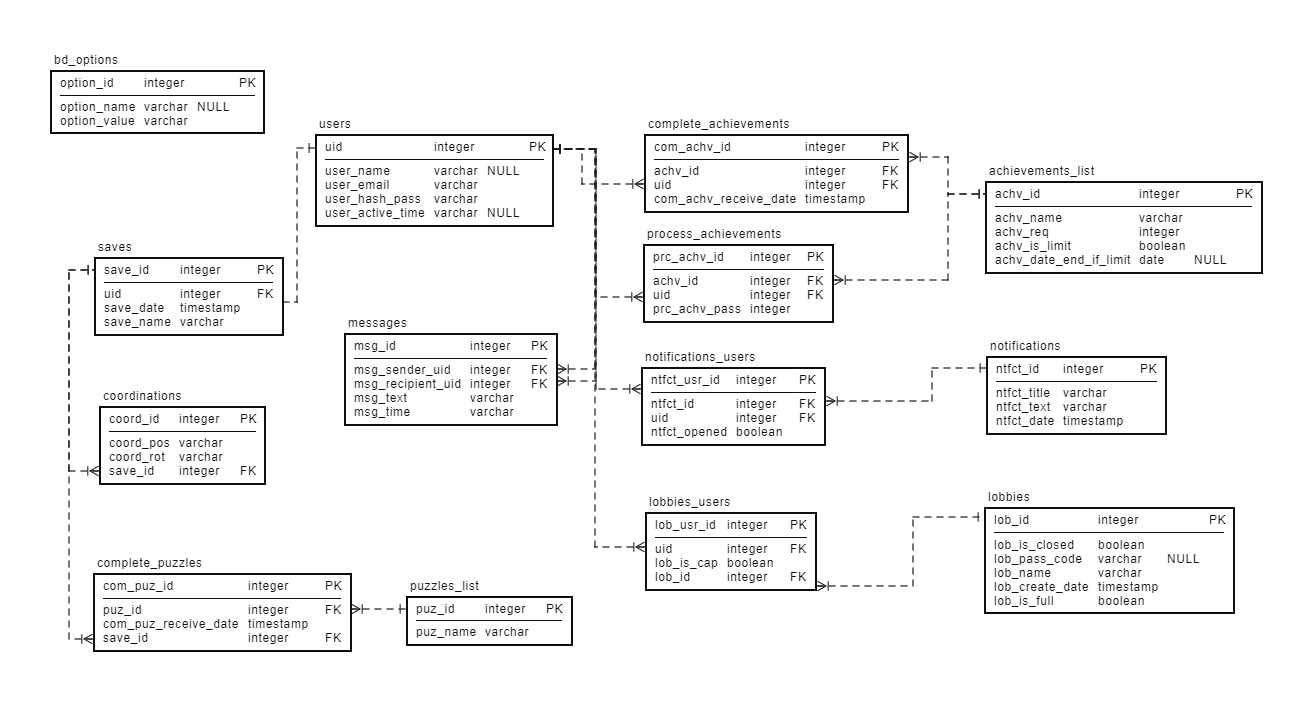 bd_options
option_id integer PK
option_name varchar NULL
option_value varchar
users
uid integer PK
user_name varchar NULL
user_email varchar
user_hash_pass varchar
user_active_time varchar NULL
complete_achievements
com_achv_id integer PK
achv_id integer FK
uid integer FK
com_achv_receive_date timestamp
achievements_list
achv_id integer PK
achv_name varchar
achv_req integer
achv_is_limit boolean
achv_date_end_if_limit date NULL
process_achievements
prc_achv_id integer PK
achv_id integer FK
uid integer FK
prc_achv_pass integer
saves
save_id integer PK
uid integer FK
save_date timestamp
save_name varchar
messages
msg_id integer PK
msg_sender_uid integer FK
msg_recipient_uid integer FK
msg_text varchar
msg_time varchar
notifications_users
ntfct_usr_id integer PK
ntfct_id integer FK
uid integer FK
ntfct_opened boolean
notifications
ntfct_id integer PK
ntfct_title varchar
ntfct_text varchar
ntfct_date timestamp
coordinations
coord_id integer PK
coord_pos varchar
coord_rot varchar
save_id integer FK
lobbies_users
lob_usr_id integer PK
uid integer FK
lob_is_cap boolean
lob_id integer FK
lobbies
lob_id integer PK
lob_is_closed boolean
lob_pass_code varchar NULL
lob_name varchar
lob_create_date timestamp
lob_is_full boolean
complete_puzzles
com_puz_id integer PK
puz_id integer FK
com_puz_receive_date timestamp
save_id integer FK
puzzles_list
puz_id integer PK
puz_name varchar